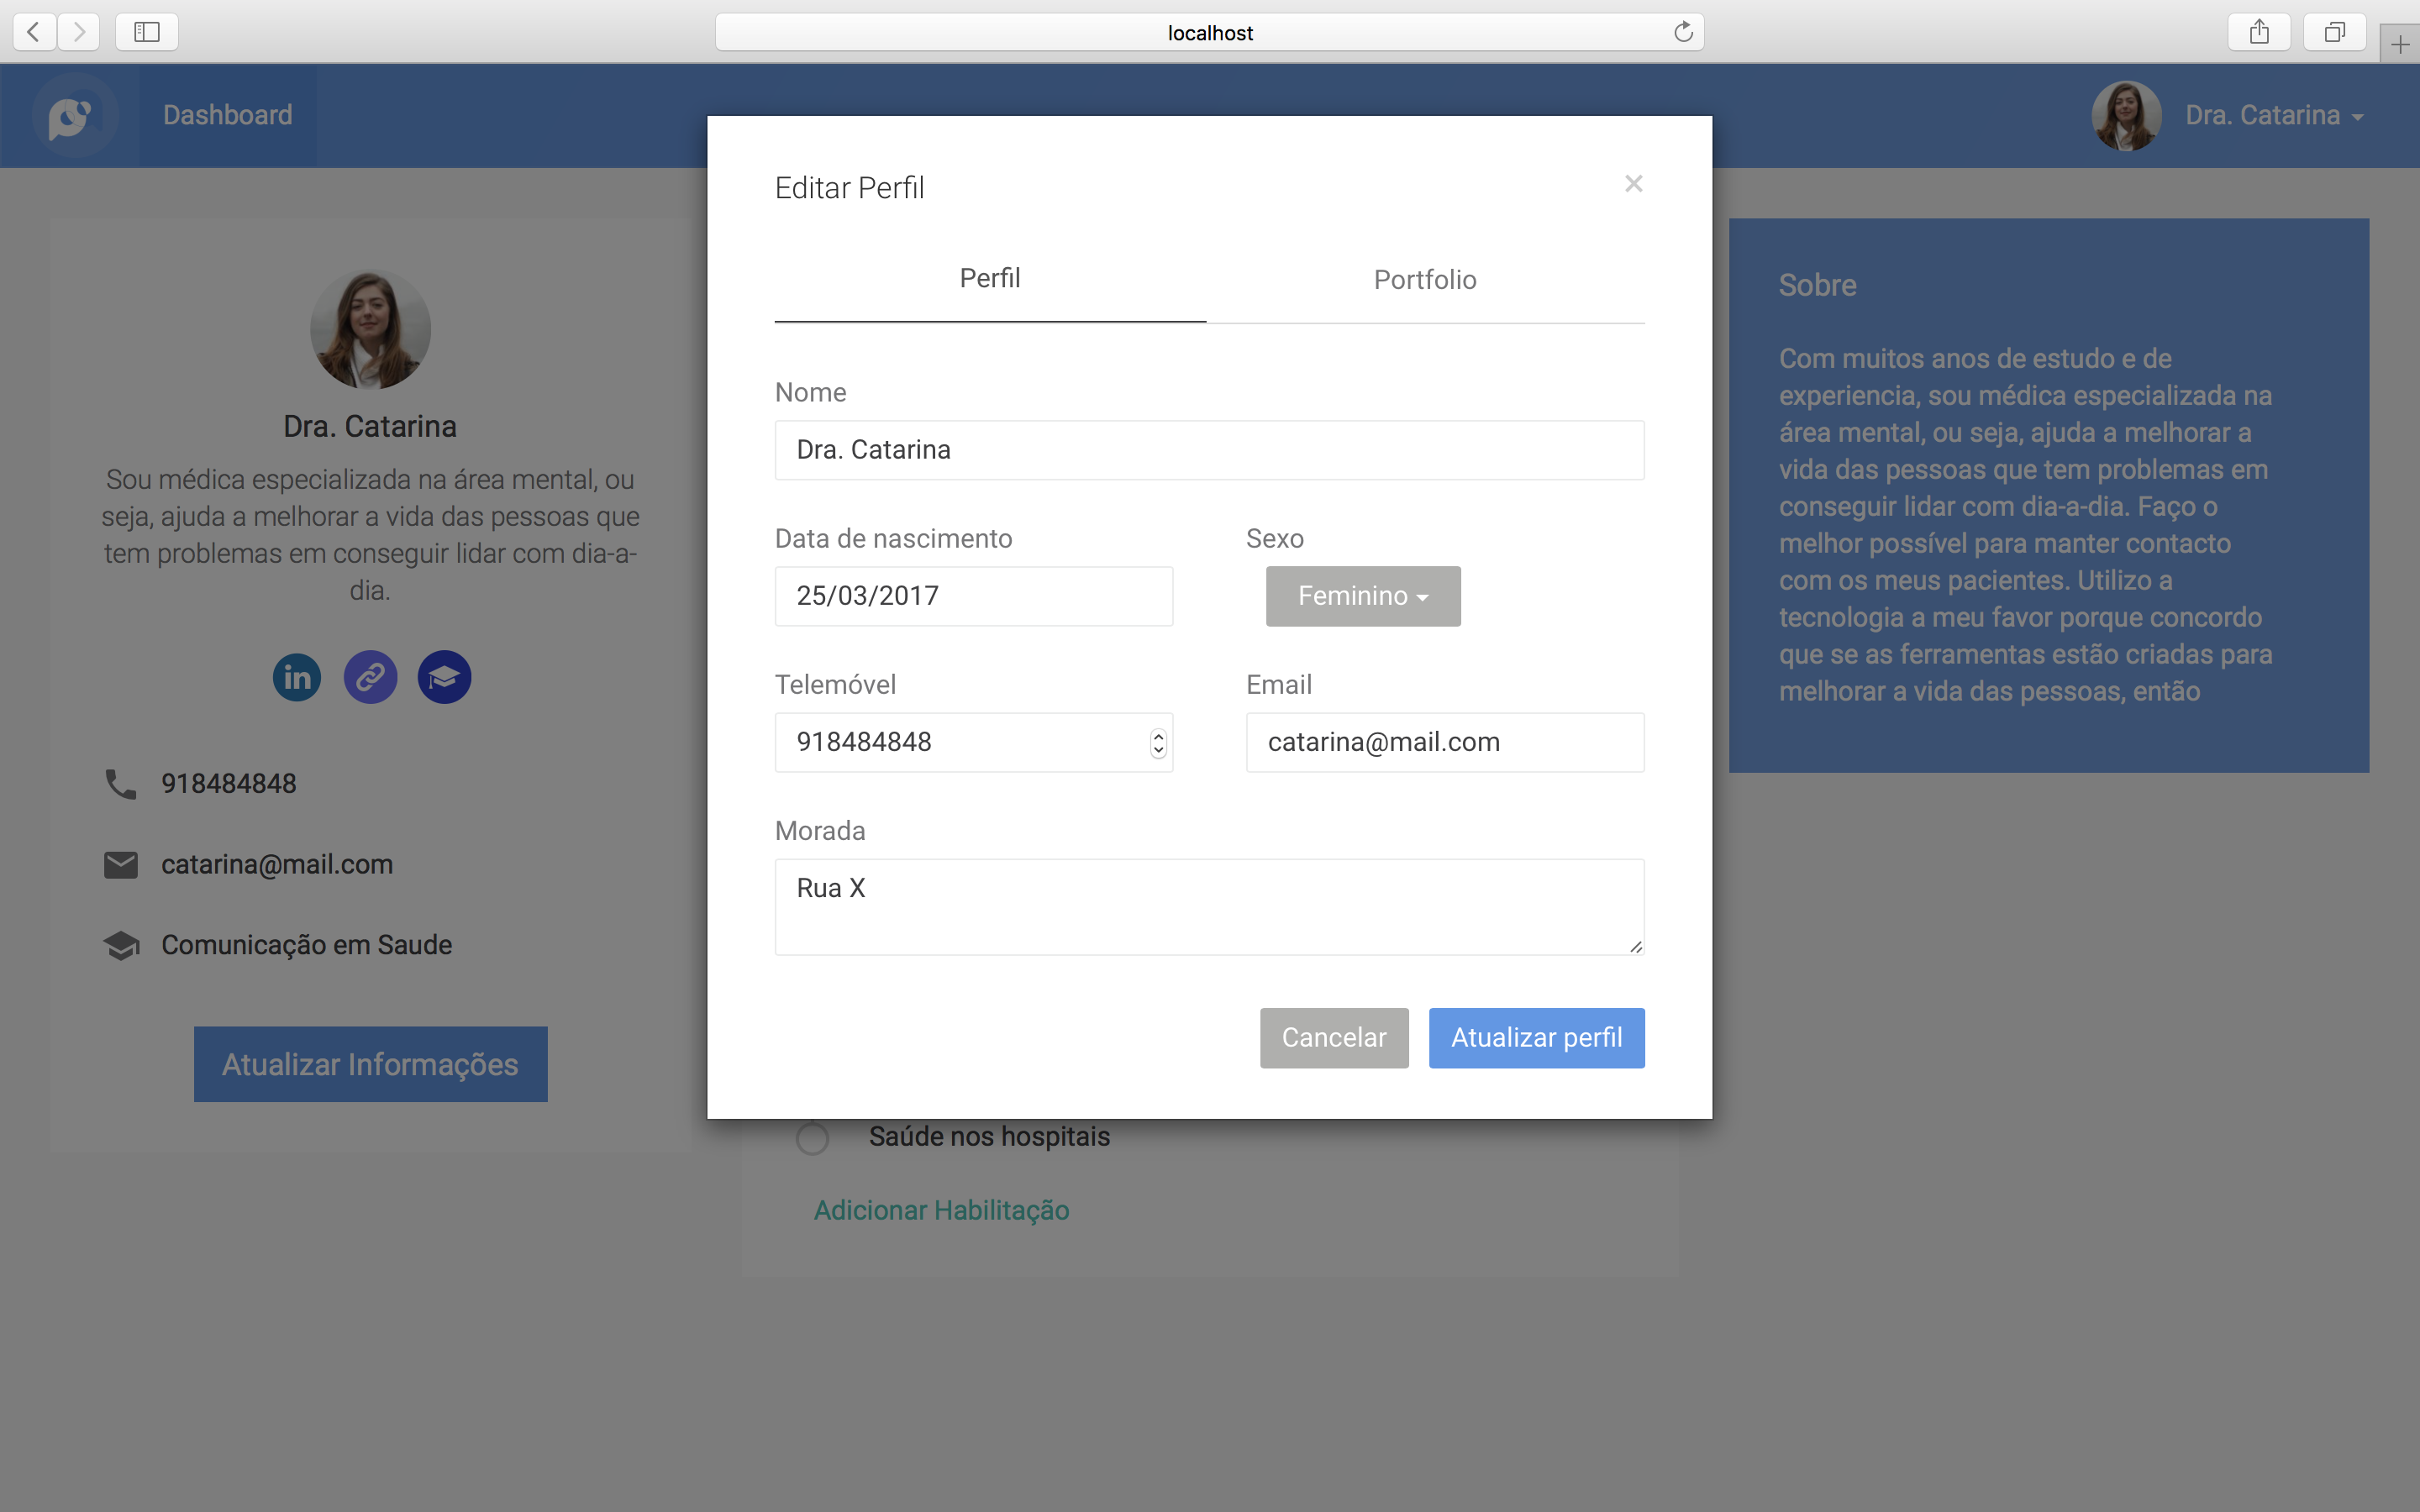 localhost
Dashboard
Dra. Catarina
Dra. Catarina
Sou médica especializada na área mental, ou
seja, ajuda a melhorar a vida das pessoas que
tem problemas em conseguir lidar com dia-a-
dia.
in
918484848
catarina@mail.com
Comunicação em Saude
Atualizar Informações
Editar Perfil
×
Perfil
Portfolio
Nome
Dra. Catarina
Data de nascimento
Sexo
25/03/2017
Feminino
Telemóvel
Email
918484848
catarina@mail.com
Morada
Rua X
Cancelar
Atualizar perfil
Saúde nos hospitais
Adicionar Habilitação
Sobre
Com muitos anos de estudo e de
experiencia, sou médica especializada na
área mental, ou seja, ajuda a melhorar a
vida das pessoas que tem problemas em
conseguir lidar com dia-a-dia. Faço o
melhor possível para manter contacto
com os meus pacientes. Utilizo a
tecnologia a meu favor porque concordo
que se as ferramentas estão criadas para
melhorar a vida das pessoas, então